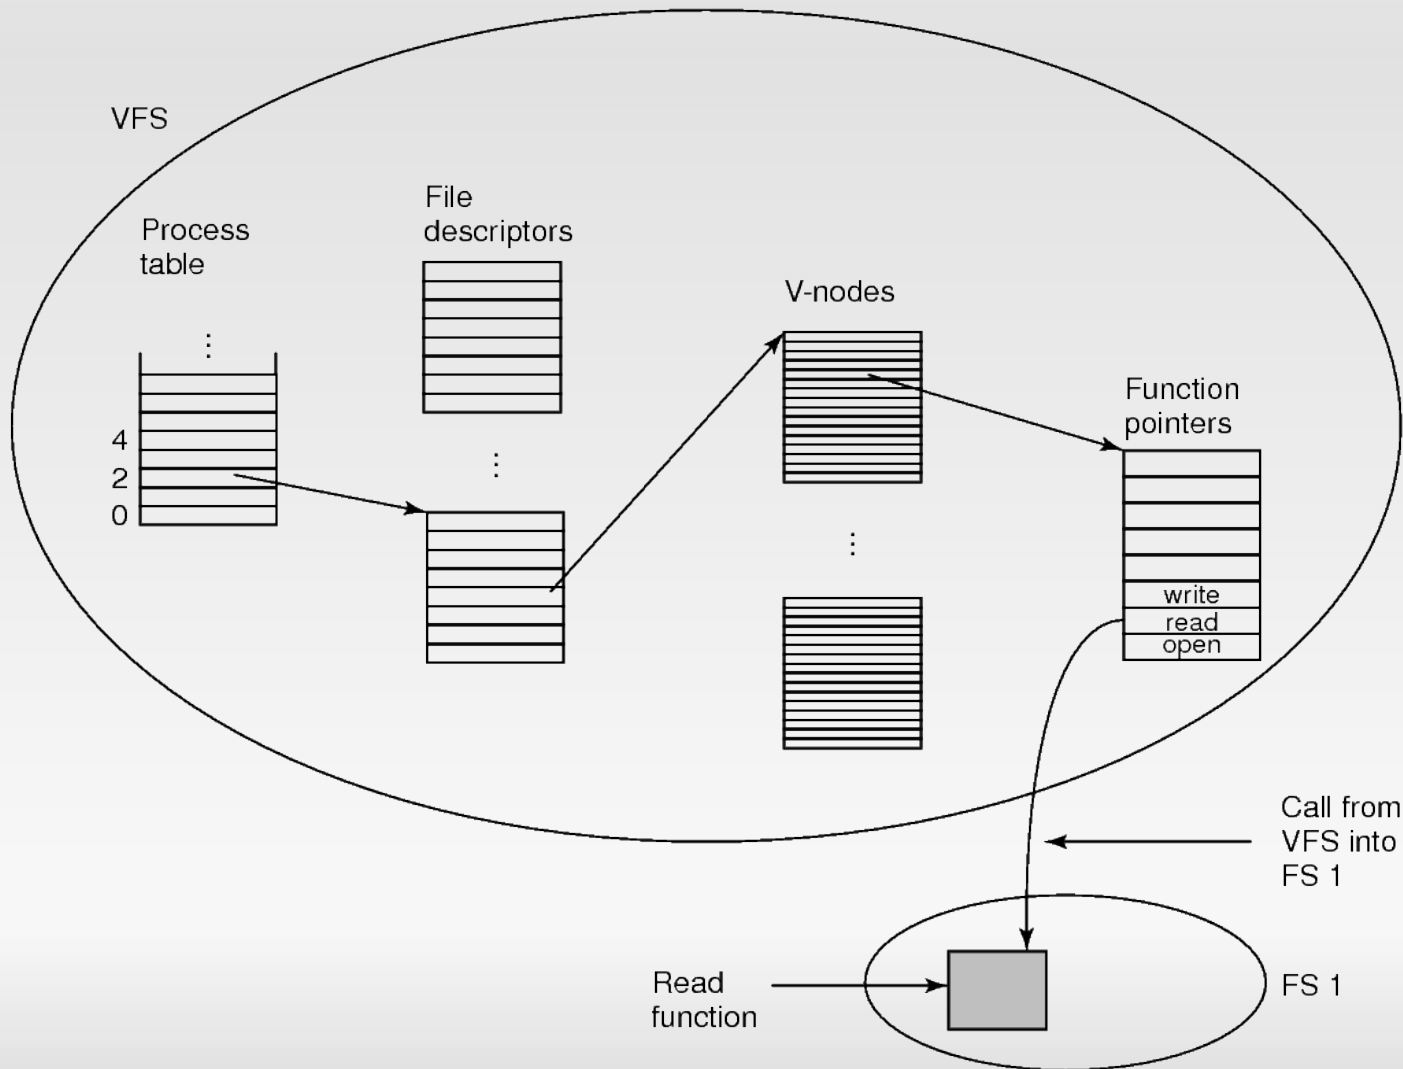 VFS
Process
table
File
descriptors
V-nodes
Function
pointers
⋮
4
2
0
⋮
⋮
write
read
open
Call from
VFS into
FS 1
Read
function
FS 1